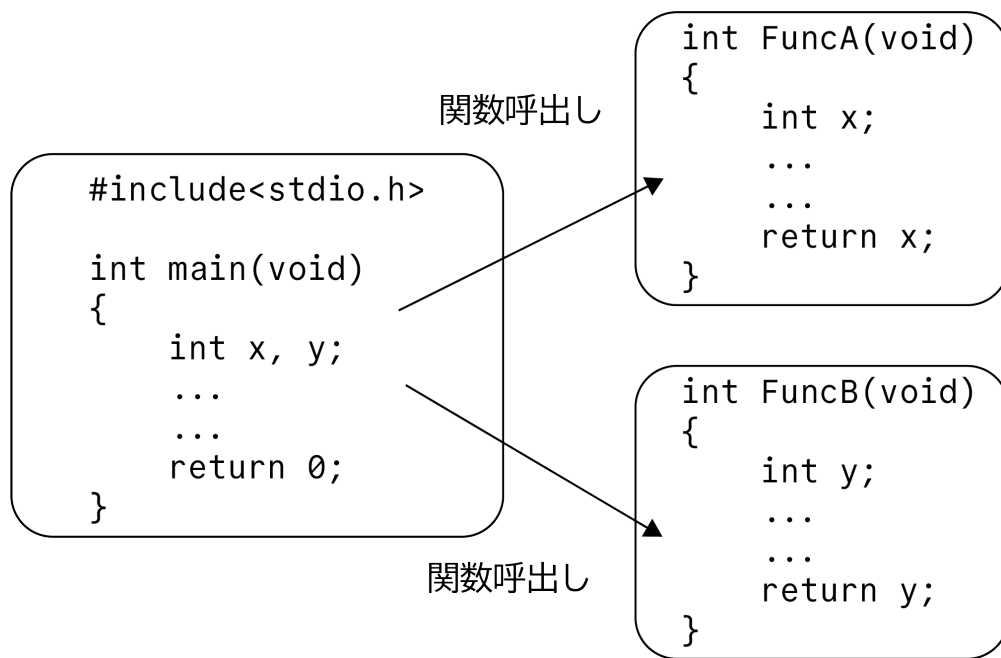 #include<stdio.h>
int main(void)
{
int x, y;
...
...
return 0;
}
関数呼出し
int FuncA(void)
{
int x;
...
...
return x;
}
関数呼出し
int FuncB(void)
{
int y;
...
...
return y;
}